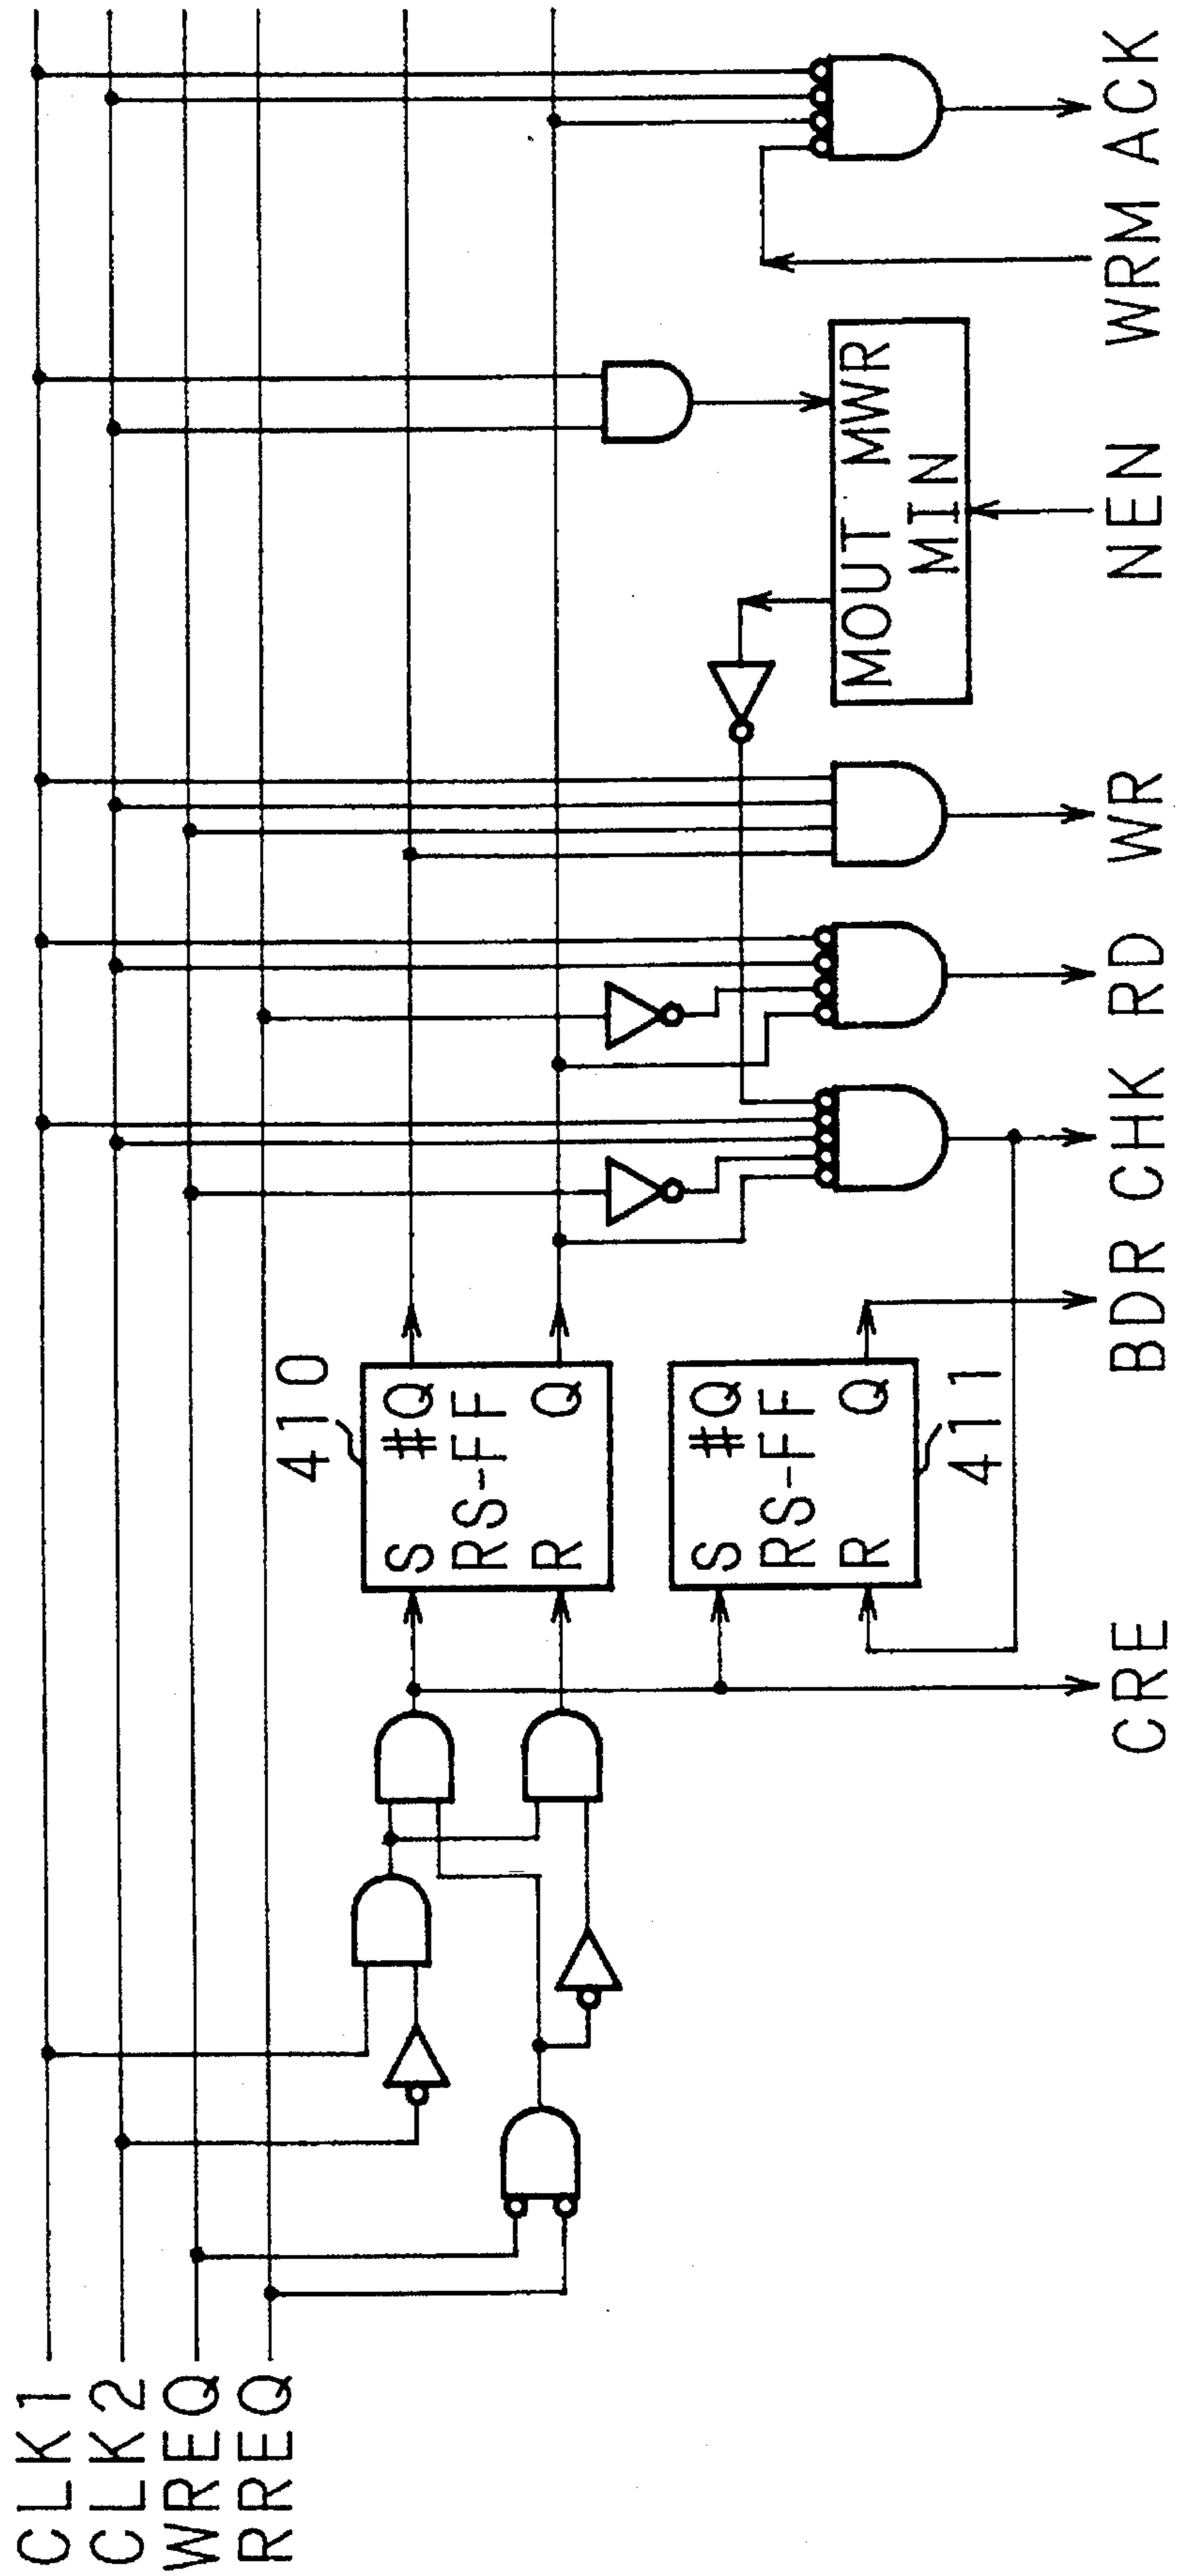 CLK1
CLK2
WREQ
RREQ
410
S #Q
RS-FF
R Q
S #Q
RS-FF
R Q
411
MOUT MWR
MIN
CRE
BDR
CHK
RD
WR
NEN
WRM
ACK